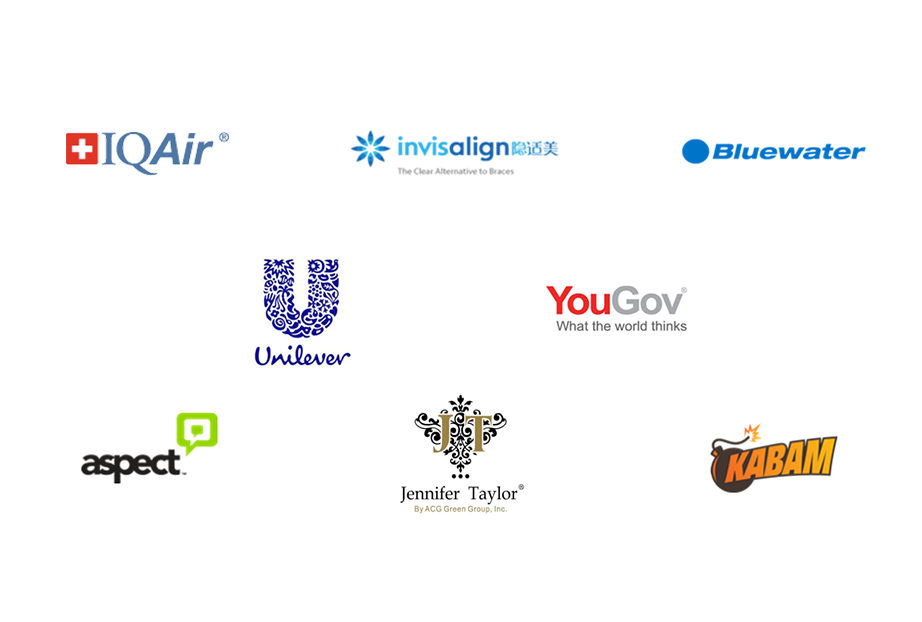 IQAir®
invisalign隐适美
The Clear Alternative to Braces
Bluewater
U
Unilever
YouGov®
What the world thinks
aspect™
JT
Jennifer Taylor®
By ACG Green Group, Inc.
KABAM